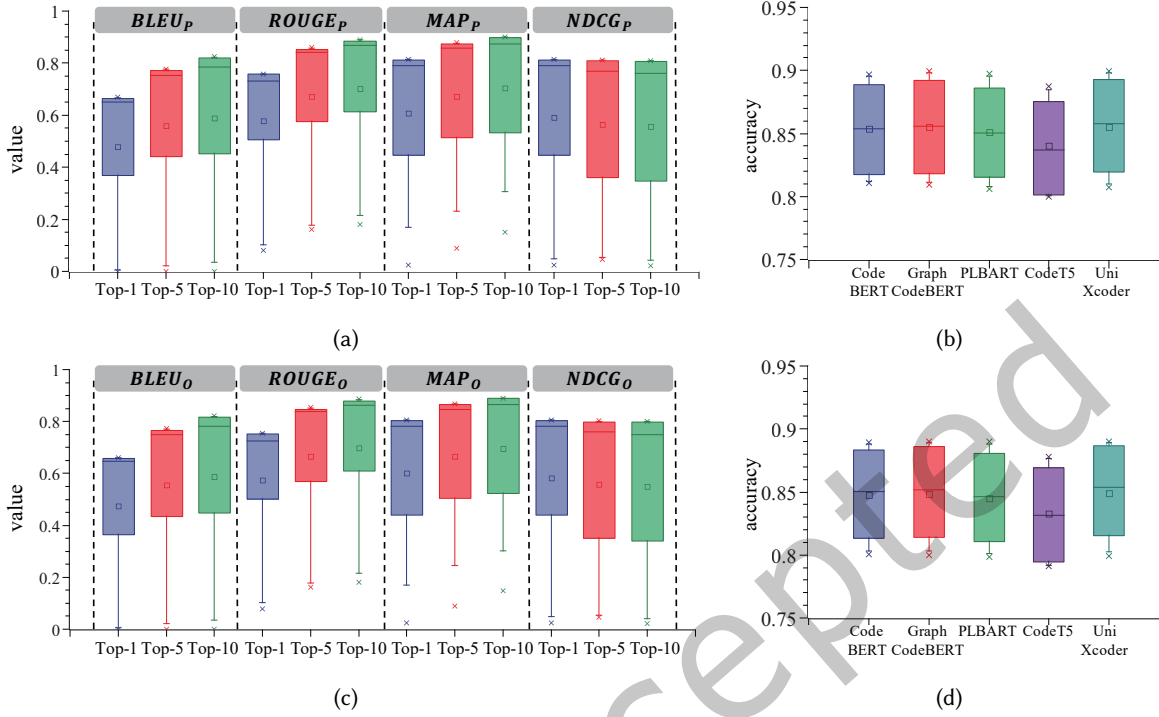 BLEU_P ROUGE_P MAP_P NDCG_P
value
1
0.8
0.6
0.4
0.2
0
Top-1 Top-5 Top-10 Top-1 Top-5 Top-10 Top-1 Top-5 Top-10 Top-1 Top-5 Top-10
(a)
accuracy
0.95
0.9
0.85
0.8
0.75
Code Graph PLBART CodeT5 Uni
BERT CodeBERT Xcoder
(b)
BLEU_O ROUGE_O MAP_O NDCG_O
value
1
0.8
0.6
0.4
0.2
0
Top-1 Top-5 Top-10 Top-1 Top-5 Top-10 Top-1 Top-5 Top-10 Top-1 Top-5 Top-10
(c)
accuracy
0.95
0.9
0.85
0.8
0.75
Code Graph PLBART CodeT5 Uni
BERT CodeBERT Xcoder
(d)
cepted